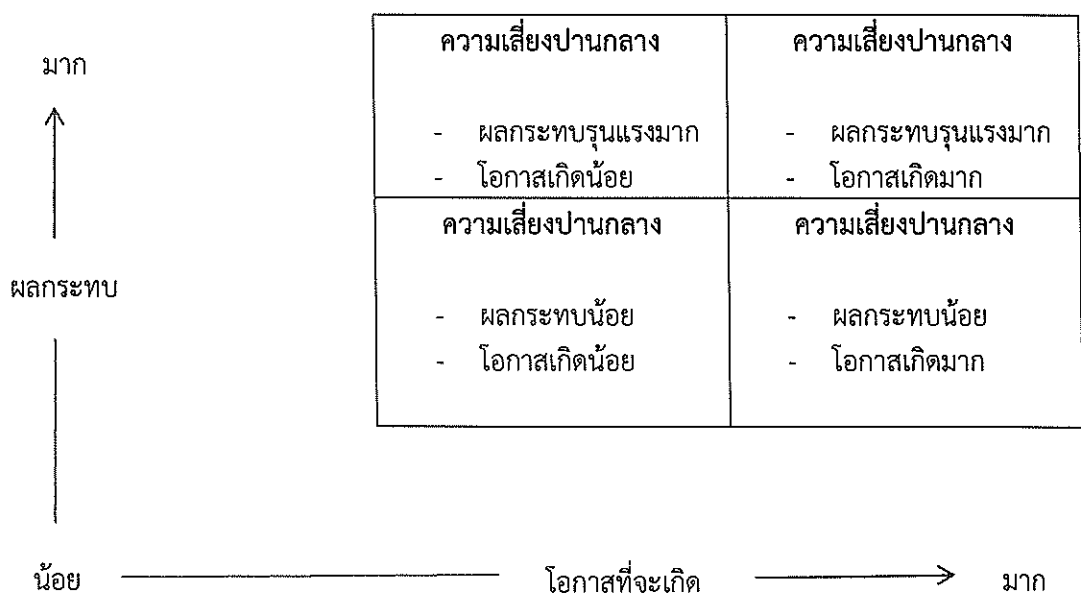 ความเสี่ยงปานกลาง ความเสี่ยงปานกลาง
มาก
- ผลกระทบรุนแรงมาก - ผลกระทบรุนแรงมาก
- โอกาสเกิดน้อย - โอกาสเกิดมาก
ความเสี่ยงปานกลาง ความเสี่ยงปานกลาง
ผลกระทบ
- ผลกระทบน้อย - ผลกระทบน้อย
- โอกาสเกิดน้อย - โอกาสเกิดมาก
น้อย โอกาสที่จะเกิด มาก